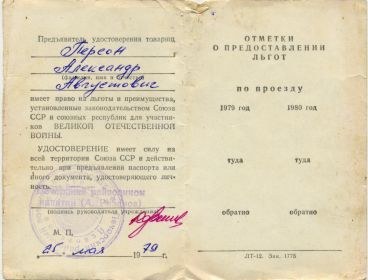 Предъявитель удостоверения товарищ
Персон
Александр
(фамилия, имя и отчество)
Августович
имеет право на льготы и преимущества,
установленные законодательством Союза
ССР и союзных республик для участни-
ков ВЕЛИКОЙ ОТЕЧЕСТВЕННОЙ
ВОЙНЫ.
УДОСТОВЕРЕНИЕ имеет силу на
всей территории Союза ССР и действи-
тельно при предъявлении паспорта или
иного документа, удостоверяющего лич-
ность.
капитан (А.
(подпись руководителя учреждения)
М. П.
25 мая 1979
ОТМЕТКИ
О ПРЕДОСТАВЛЕНИИ
ЛЬГОТ
по проезду
1979 год 1980 год
туда туда
обратно обратно
ЛТ-12. Зак. 1775